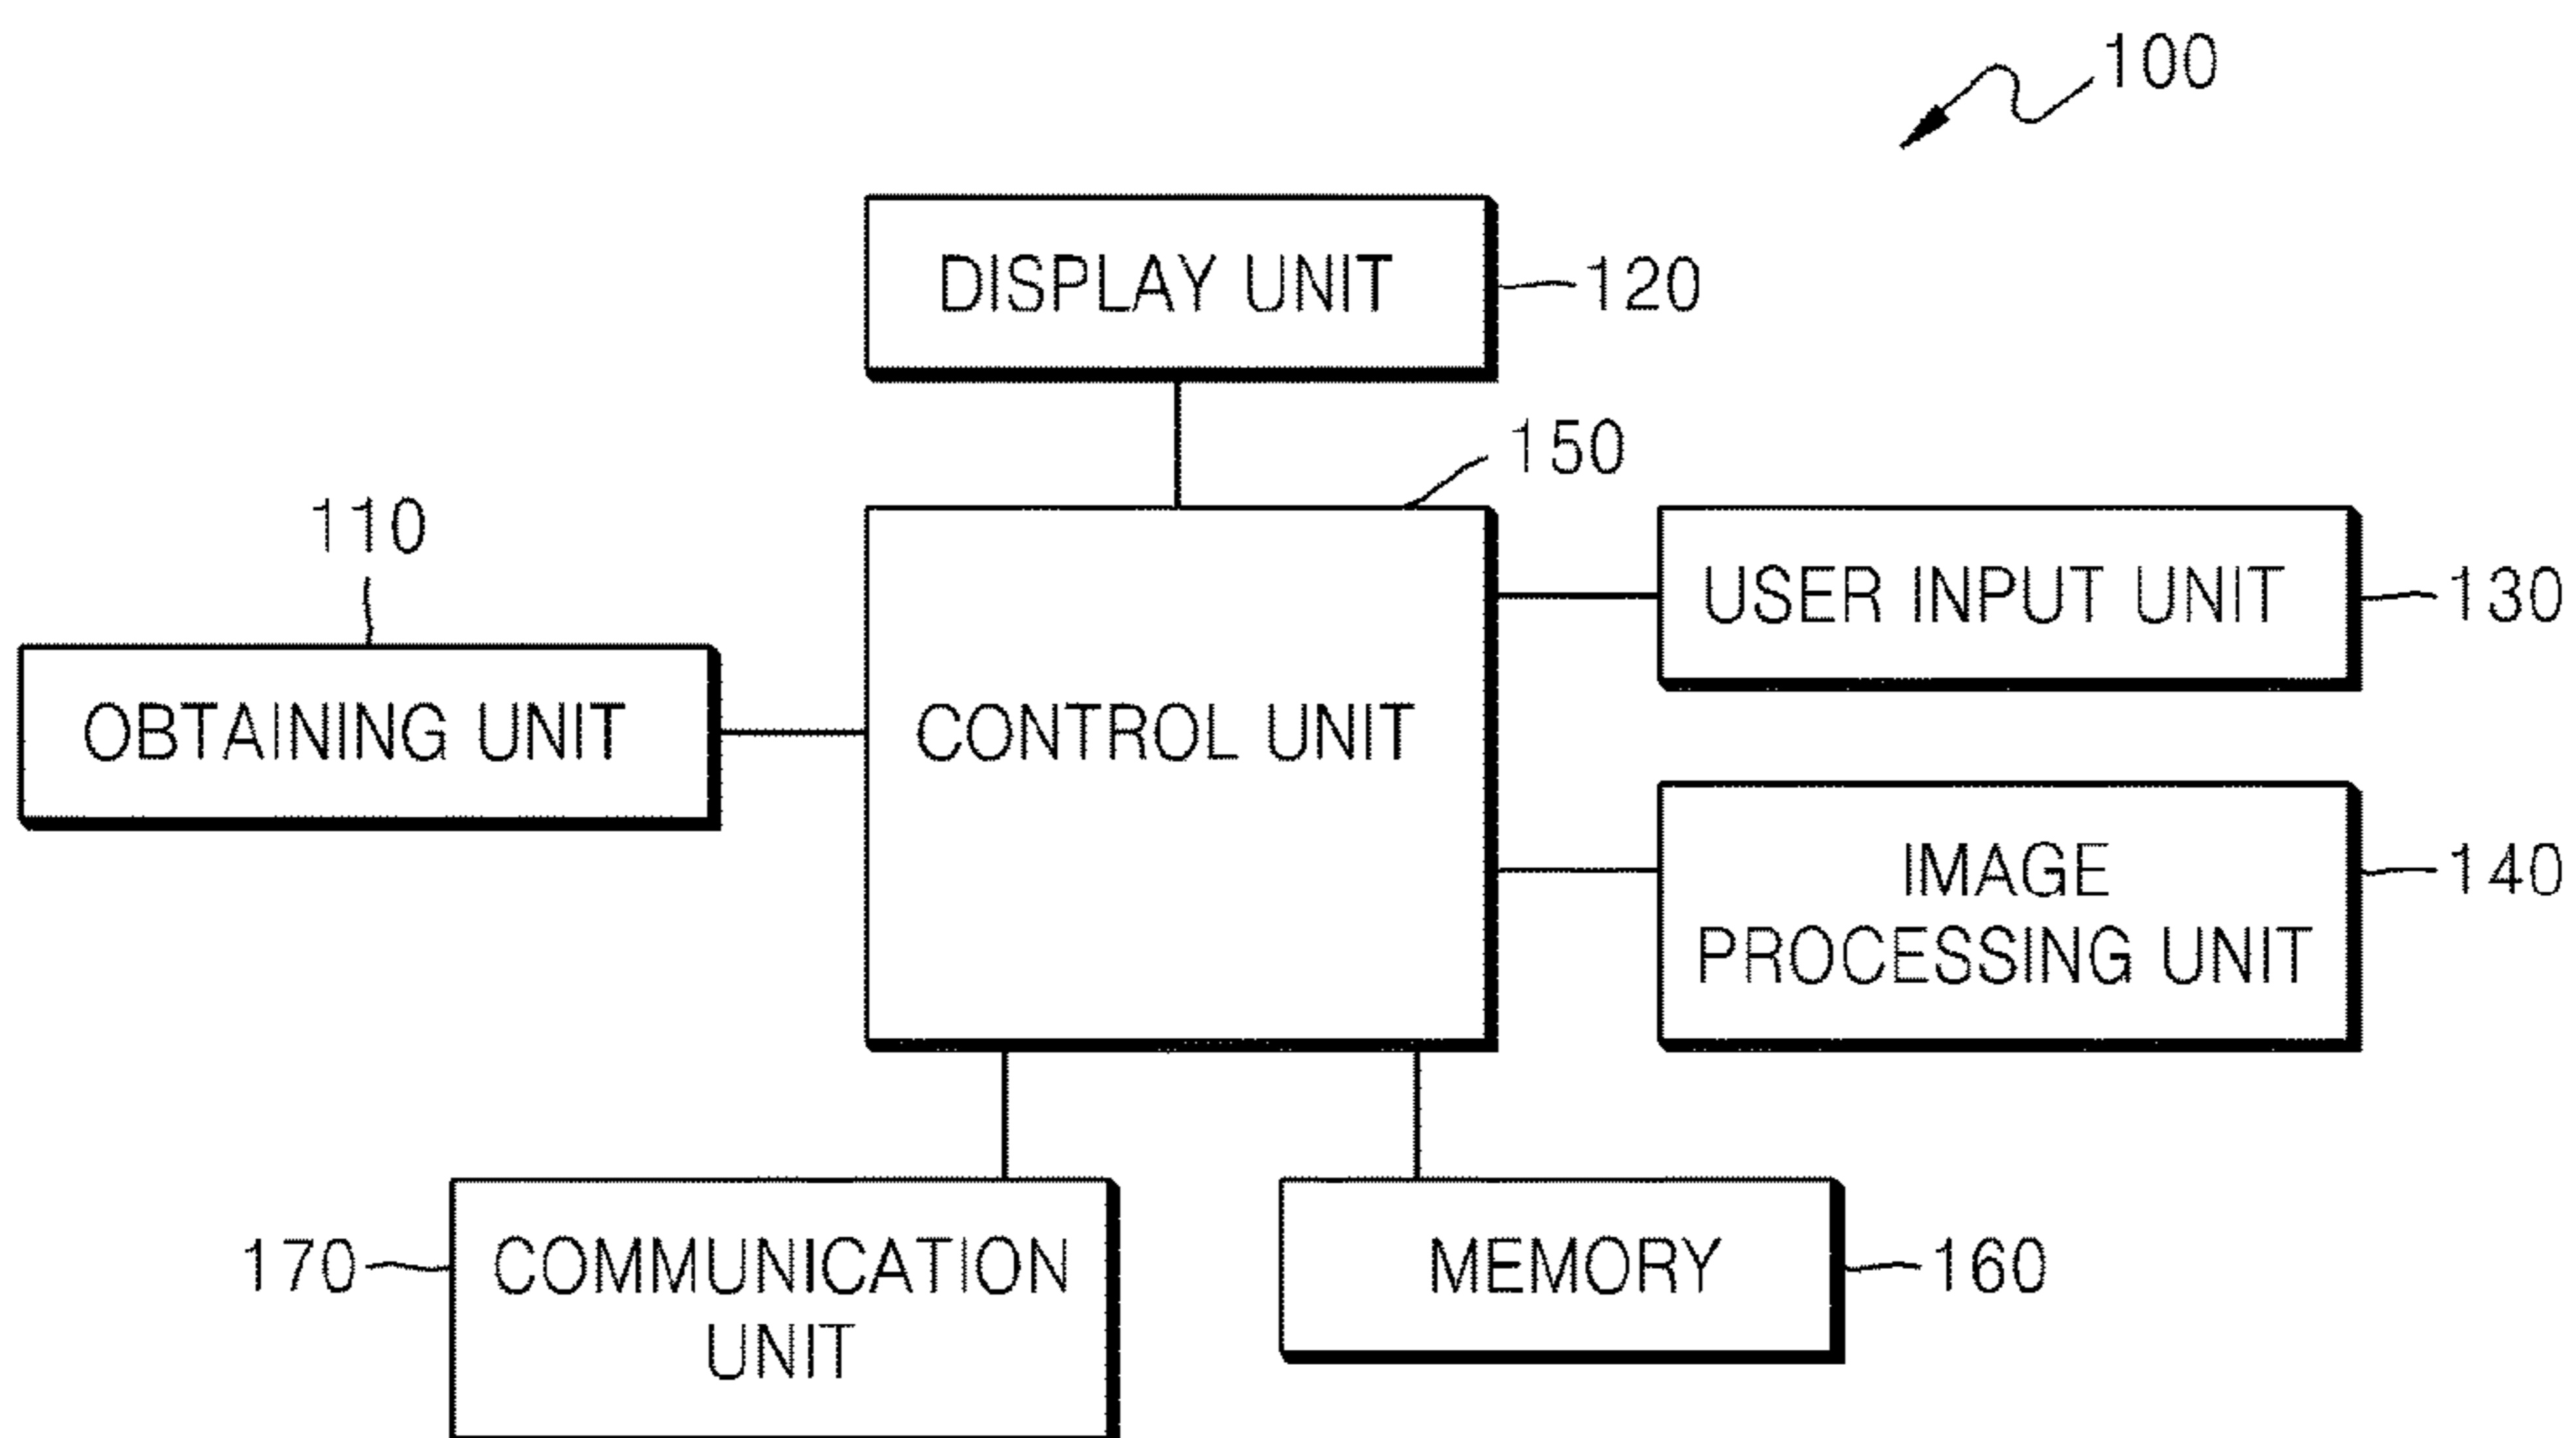 100
DISPLAY UNIT
120
150
110
CONTROL UNIT
USER INPUT UNIT
130
OBTAINING UNIT
IMAGE
PROCESSING UNIT
140
170
COMMUNICATION
UNIT
MEMORY
160